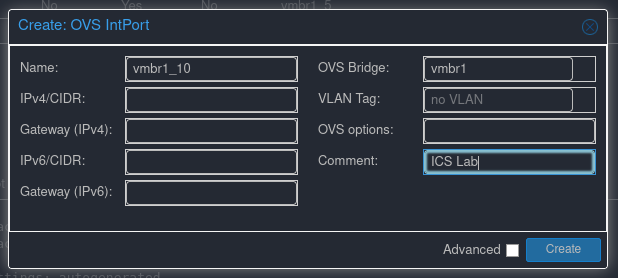 No Yes No vmbr1_5
Create: OVS IntPort
Name: vmbr1_10 OVS Bridge: vmbr1
IPv4/CIDR: VLAN Tag: no VLAN
Gateway (IPv4): OVS options:
IPv6/CIDR: Comment: ICS Lab
Gateway (IPv6):
Advanced Create
autogenerated